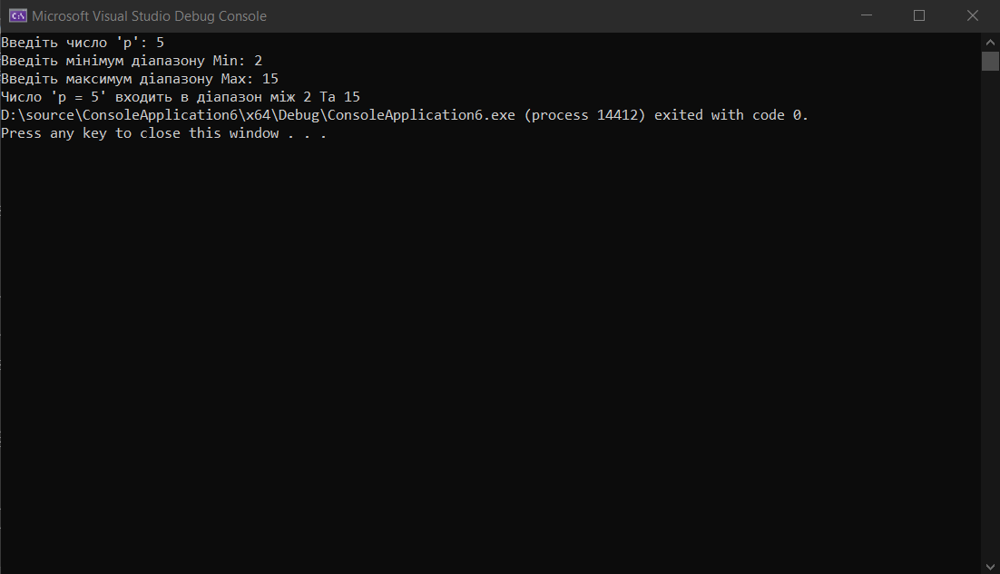 Microsoft Visual Studio Debug Console
Введіть число 'p': 5
Введіть мінімум діапазону Min: 2
Введіть максимум діапазону Max: 15
Число 'p = 5' входить в діапазон між 2 Та 15
D:\source\ConsoleApplication6\x64\Debug\ConsoleApplication6.exe (process 14412) exited with code 0.
Press any key to close this window . . .